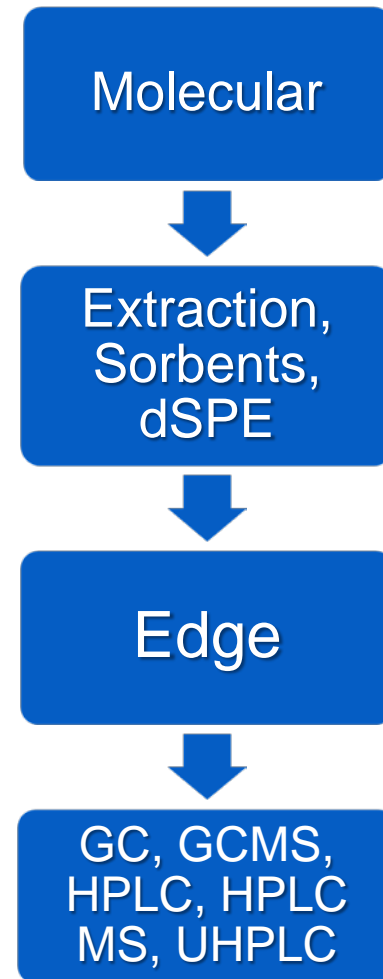 Molecular
Extraction,
Sorbents,
dSPE
Edge
GC, GCMS,
HPLC, HPLC
MS, UHPLC